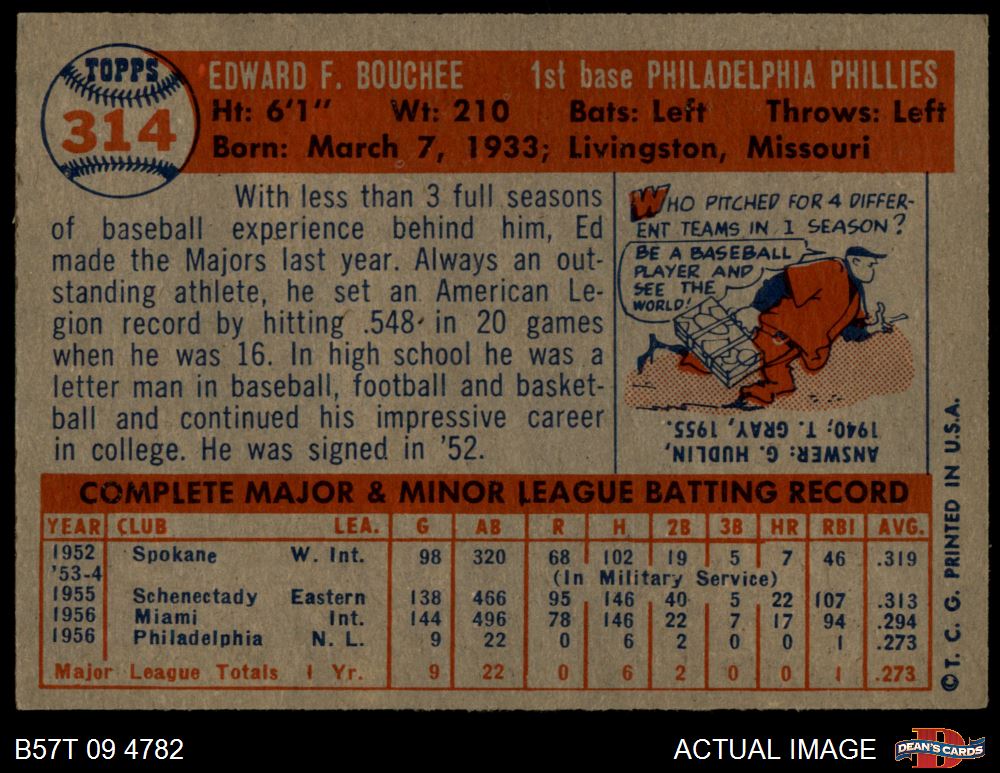 TOPPS
314
EDWARD F. BOUCHEE 1st base PHILADELPHIA PHILLIES
Ht: 6'1" Wt: 210 Bats: Left Throws: Left
Born: March 7, 1933; Livingston, Missouri
With less than 3 full seasons
of baseball experience behind him, Ed
made the Majors last year. Always an out-
standing athlete, he set an American Le-
gion record by hitting .548 in 20 games
when he was 16. In high school he was a
letter man in baseball, football and basket-
ball and continued his impressive career
in college. He was signed in '52.
WHO PITCHED FOR 4 DIFFER-
ENT TEAMS IN 1 SEASON?
BE A BASEBALL
PLAYER AND
SEE THE
WORLD!
ANSWER: G. HUDLIN,
1940; T. GRAY, 1955.
COMPLETE MAJOR & MINOR LEAGUE BATTING RECORD
YEAR CLUB LEA. G AB R H 2B 3B HR RBI AVG.
1952 Spokane W. Int. 98 320 68 102 19 5 7 46 .319
'53-4 (In Military Service)
1955 Schenectady Eastern 138 466 95 146 40 5 22 107 .313
1956 Miami Int. 144 496 78 146 22 7 17 94 .294
1956 Philadelphia N. L. 9 22 0 6 2 0 0 1 .273
Major League Totals 1 Yr. 9 22 0 6 2 0 0 1 .273
©T. C. G. PRINTED IN U.S.A.
B57T 09 4782 ACTUAL IMAGE
DEAN'S CARDS